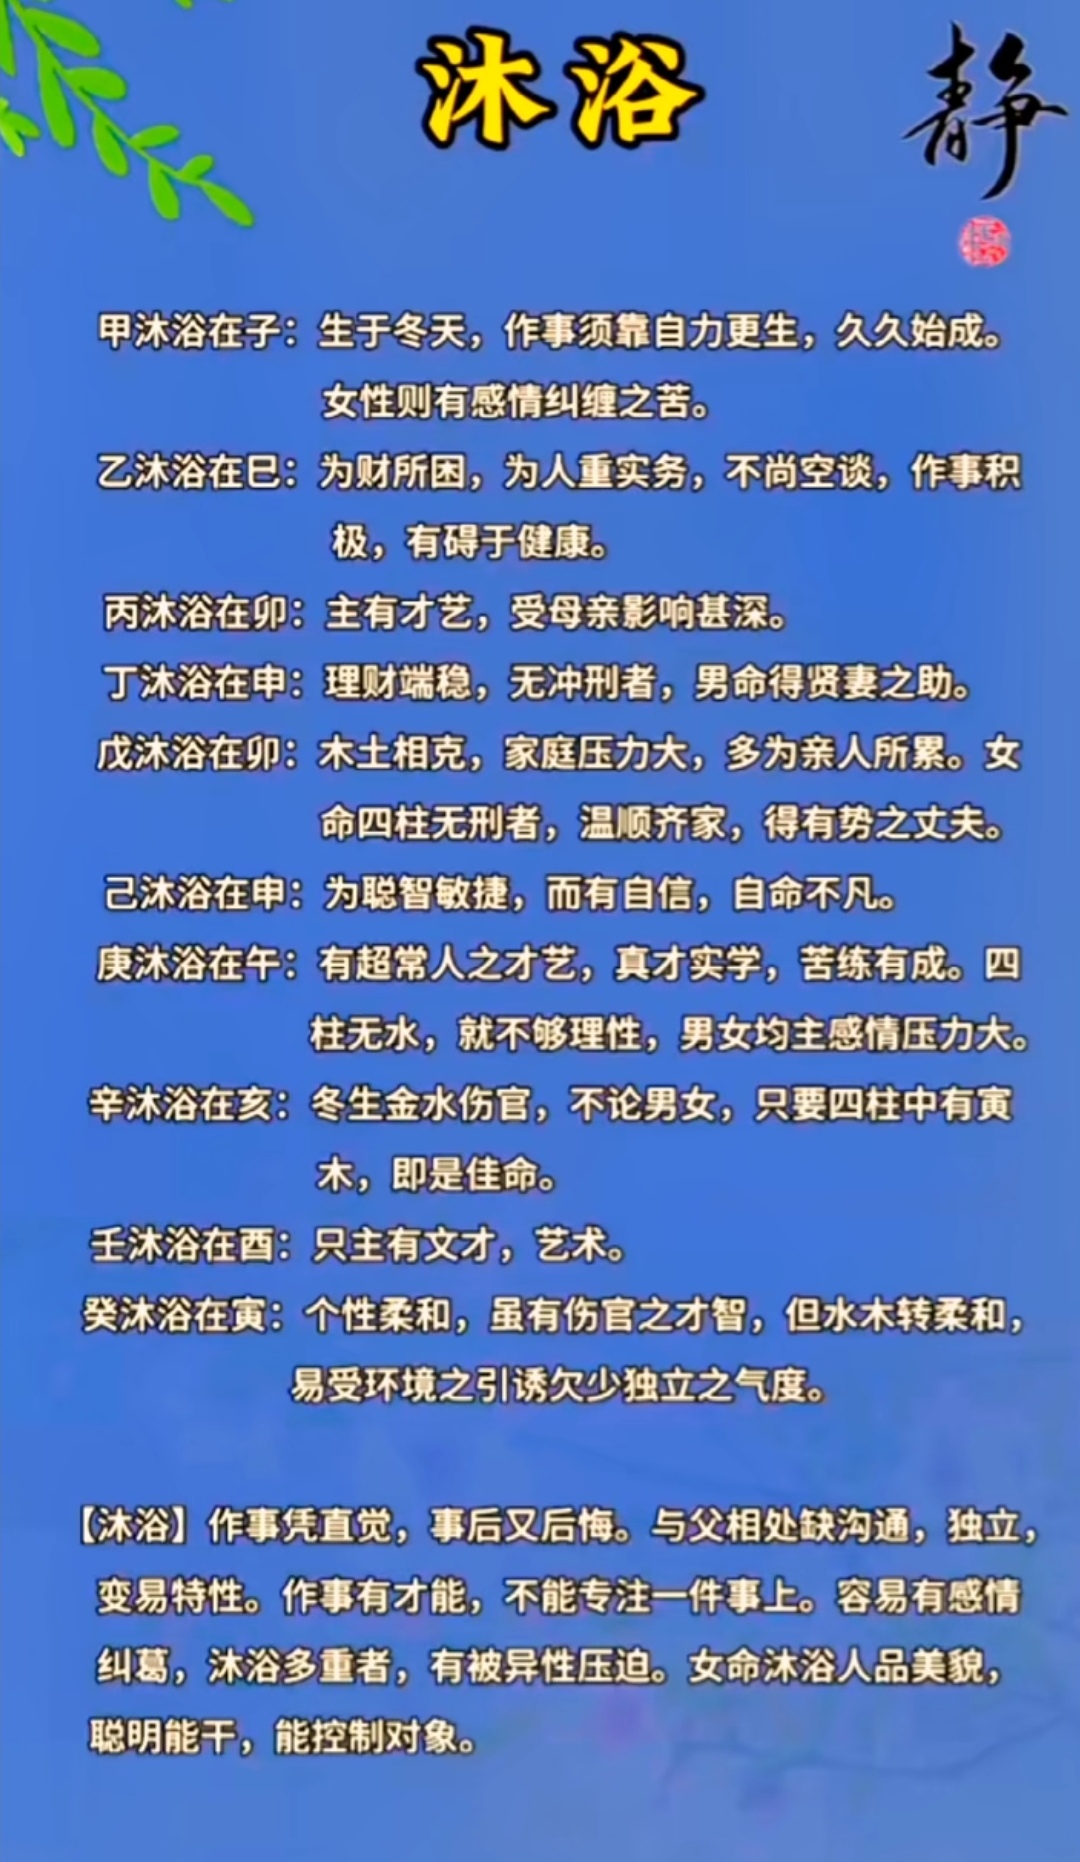 沐浴
静
甲沐浴在子：生于冬天，作事须靠自力更生，久久始成。
女性则有感情纠缠之苦。
乙沐浴在巳：为财所困，为人重实务，不尚空谈，作事积
极，有碍于健康。
丙沐浴在卯：主有才艺，受母亲影响甚深。
丁沐浴在申：理财端稳，无冲刑者，男命得贤妻之助。
戊沐浴在卯：木土相克，家庭压力大，多为亲人所累。女
命四柱无刑者，温顺齐家，得有势之丈夫。
己沐浴在申：为聪智敏捷，而有自信，自命不凡。
庚沐浴在午：有超常人之才艺，真才实学，苦练有成。四
柱无水，就不够理性，男女均主感情压力大。
辛沐浴在亥：冬生金水伤官，不论男女，只要四柱中有寅
木，即是佳命。
壬沐浴在酉：只主有文才，艺术。
癸沐浴在寅：个性柔和，虽有伤官之才智，但水木转柔和，
易受环境之引诱欠少独立之气度。
【沐浴】作事凭直觉，事后又后悔。与父相处缺沟通，独立，
变易特性。作事有才能，不能专注一件事上。容易有感情
纠葛，沐浴多重者，有被异性压迫。女命沐浴人品美貌，
聪明能干，能控制对象。